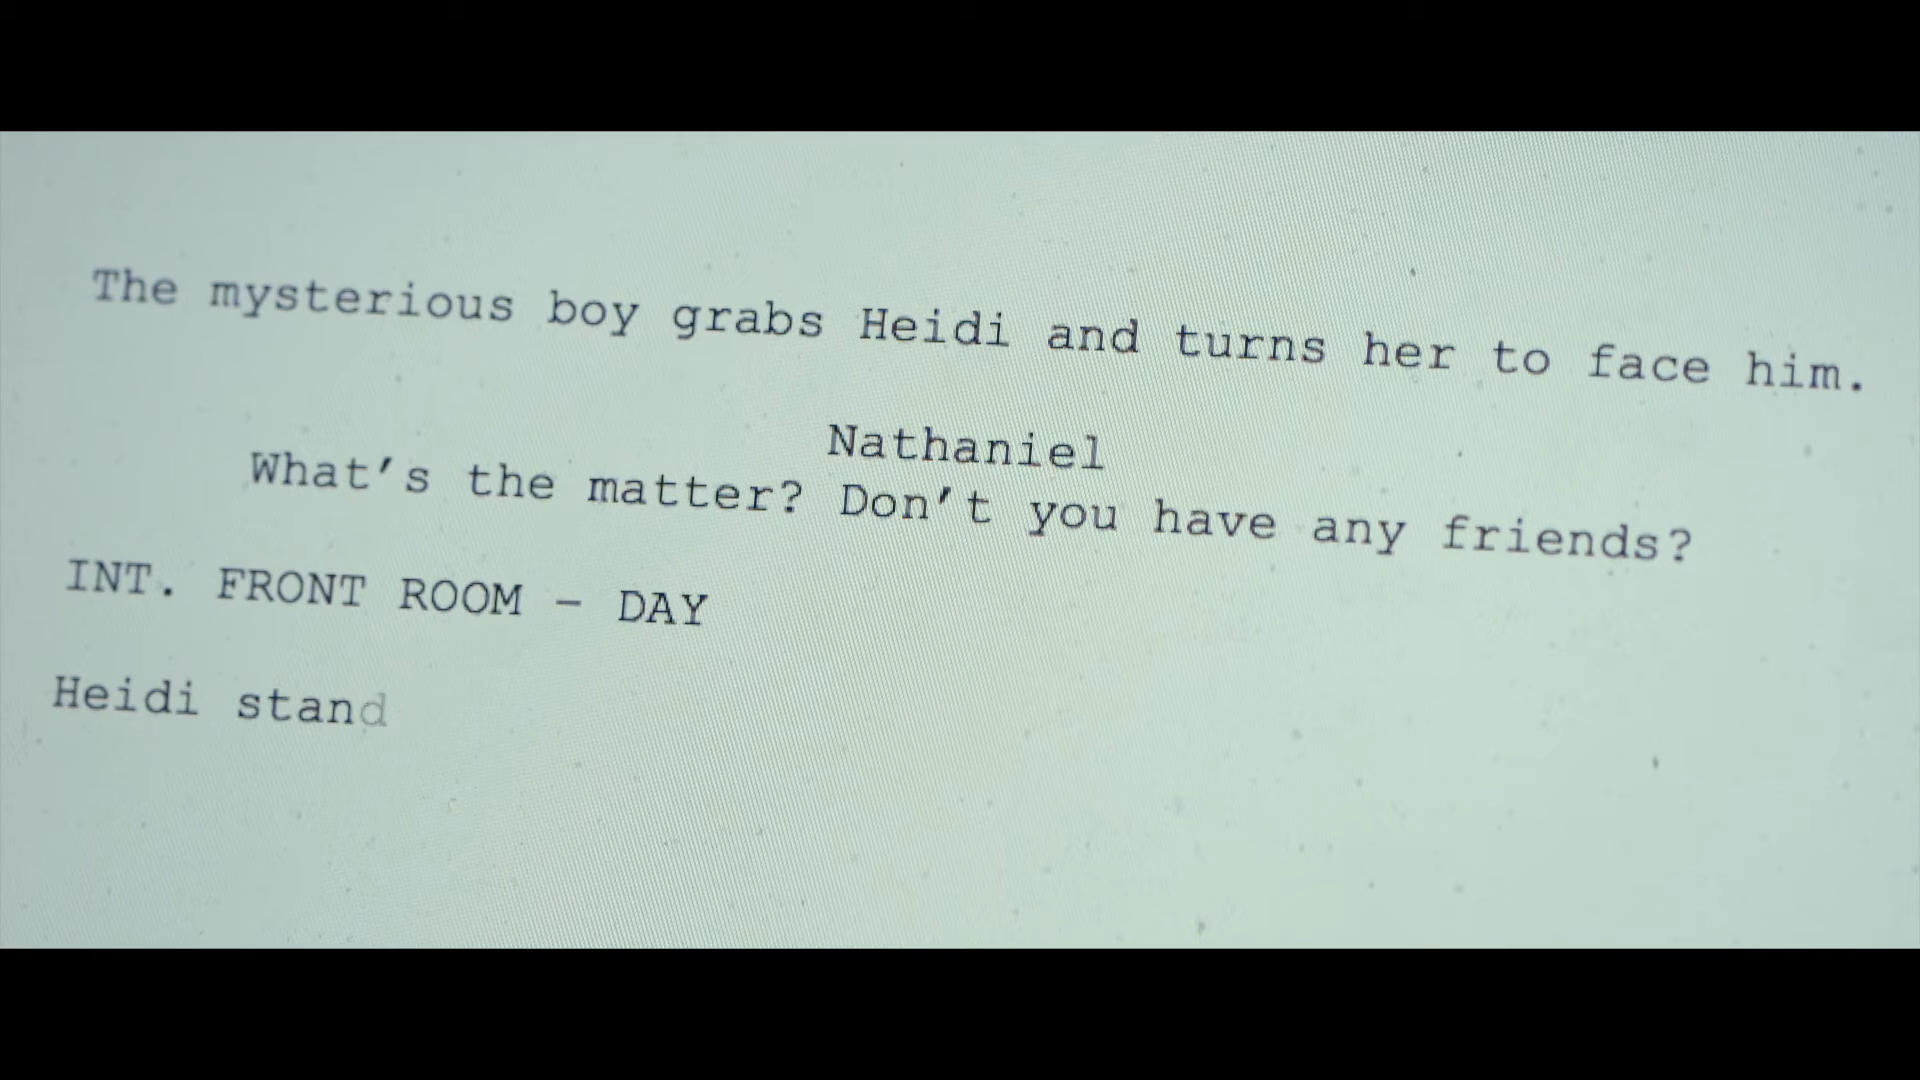 The mysterious boy grabs Heidi and turns her to face him.
Nathaniel
What's the matter? Don't you have any friends?
INT. FRONT ROOM – DAY
Heidi stand